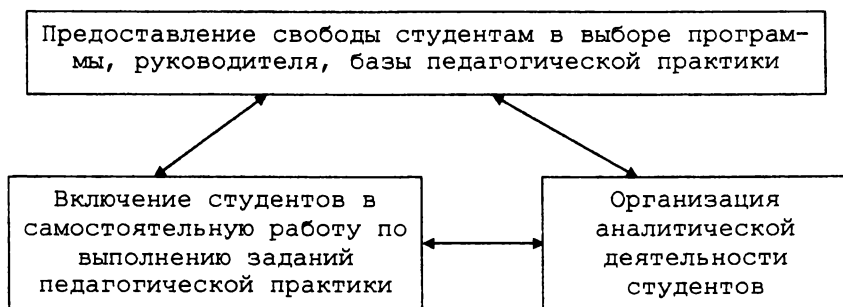 Предоставление свободы студентам в выборе програм-
мы, руководителя, базы педагогической практики
Включение студентов в
самостоятельную работу по
выполнению заданий
педагогической практики
Организация
аналитической
деятельности
студентов